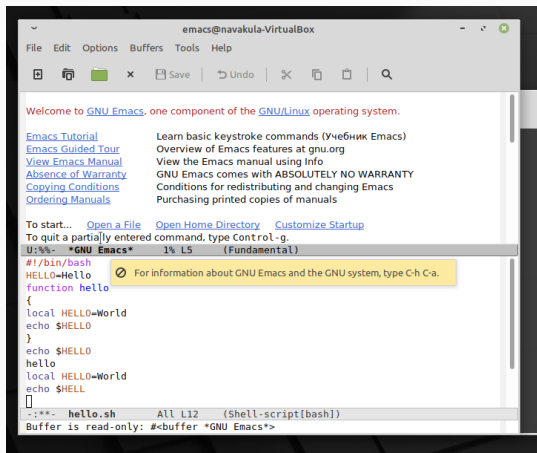 emacs@navakula-VirtualBox
File Edit Options Buffers Tools Help
Save Undo
Welcome to GNU Emacs, one component of the GNU/Linux operating system.
Emacs Tutorial Learn basic keystroke commands (Учебник Emacs)
Emacs Guided Tour Overview of Emacs features at gnu.org
View Emacs Manual View the Emacs manual using Info
Absence of Warranty GNU Emacs comes with ABSOLUTELY NO WARRANTY
Copying Conditions Conditions for redistributing and changing Emacs
Ordering Manuals Purchasing printed copies of manuals
To start... Open a File Open Home Directory Customize Startup
To quit a partially entered command, type Control-g.
U:%%- *GNU Emacs* 1% L5 (Fundamental)
#!/bin/bash
HELLO=Hello
For information about GNU Emacs and the GNU system, type C-h C-a.
function hello
{
local HELLO=World
echo $HELLO
}
echo $HELLO
hello
local HELLO=World
echo $HELL
-:**- hello.sh All L12 (Shell-script[bash])
Buffer is read-only: #<buffer *GNU Emacs*>